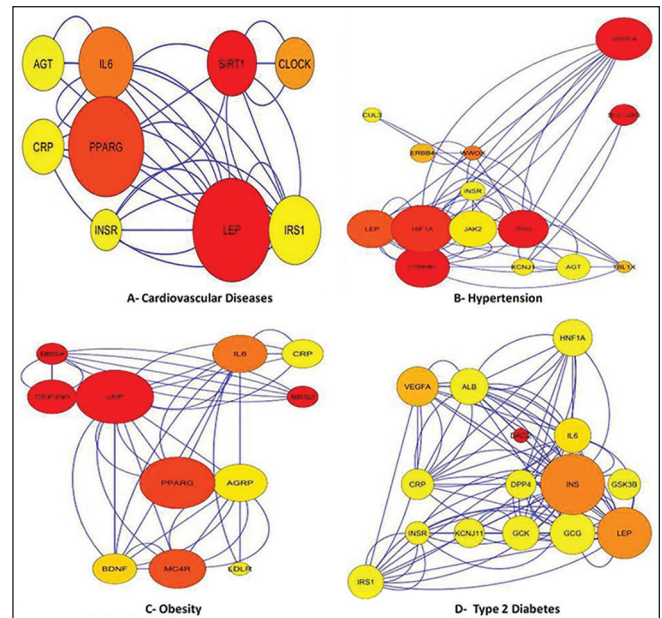 AGT
IL6
SIRT1
CLOCK
CRP
PPARG
INSR
LEP
IRS1
A- Cardiovascular Diseases
VEGFA
CUL3
ERBB4
WWOX
INSR
LEP
HIF1A
JAK2
KCNJ1
AGT
TBL1X
B- Hypertension
IL6
CRP
PPARG
AGRP
BDNF
MC4R
LDLR
C- Obesity
HNF1A
VEGFA
ALB
IL6
CRP
DPP4
INS
GSK3B
INSR
KCNJ11
GCK
GCG
LEP
IRS1
D- Type 2 Diabetes